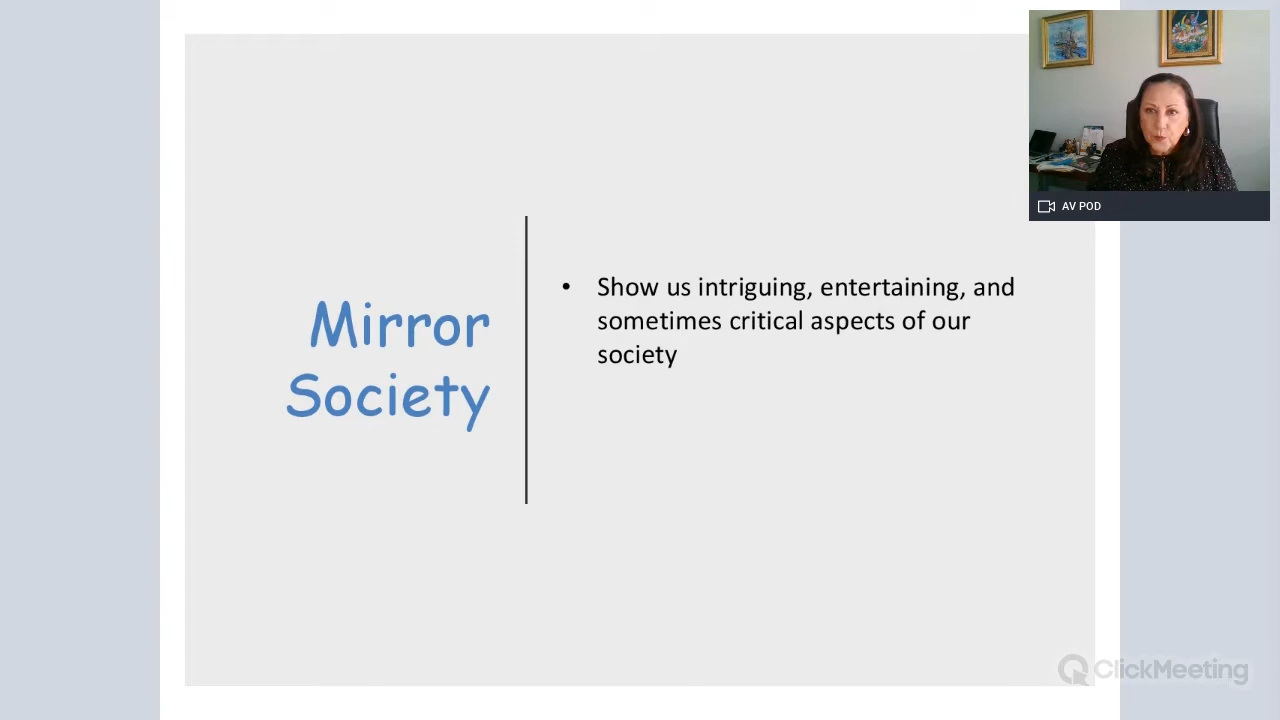 Mirror
Society
• Show us intriguing, entertaining, and
sometimes critical aspects of our
society
AV POD
ClickMeeting